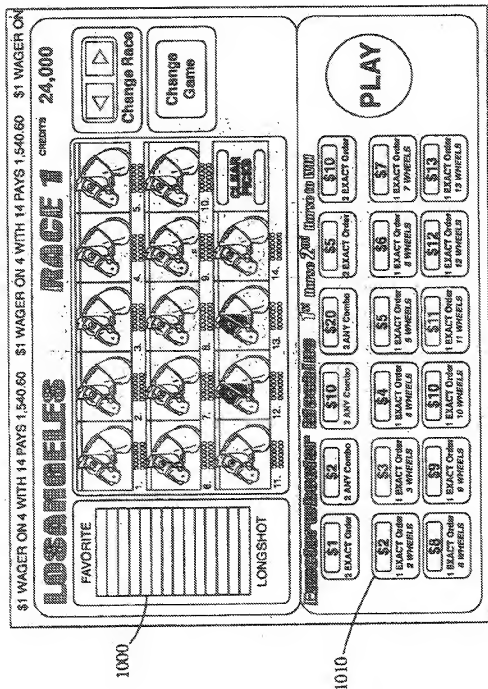 $1 WAGER ON 4 WITH 14 PAYS 1,540.60 $1 WAGER ON 4 WITH 14 PAYS 1,540.60 $1 WAGER ON
LOSAMOELES RACE 1 CREDITS 24,000
FAVORITE
LONGSHOT
1. 2. 3. 4. 5.
6. 7. 8. 9. 10.
11. 12. 13. 14.
CLEAR
PICKS
Change Race
Change
Game
1st Horse 2nd Horse to
$1 $2 $10 $20 $5 $10
2 EXACT Order 2 ANY Combo 3 ANY Combo 3 EXACT Order
$2 $3 $4 $5 $6 $7
1 EXACT Order 1 EXACT Order 1 EXACT Order 1 EXACT Order 1 EXACT Order 1 EXACT Order
2 WHEELS 3 WHEELS 4 WHEELS 5 WHEELS 6 WHEELS 7 WHEELS
$8 $9 $10 $11 $12 $13
1 EXACT Order 1 EXACT Order 1 EXACT Order 1 EXACT Order 1 EXACT Order 1 EXACT Order
8 WHEELS 9 WHEELS 10 WHEELS 11 WHEELS 12 WHEELS 13 WHEELS
PLAY
1000
1010